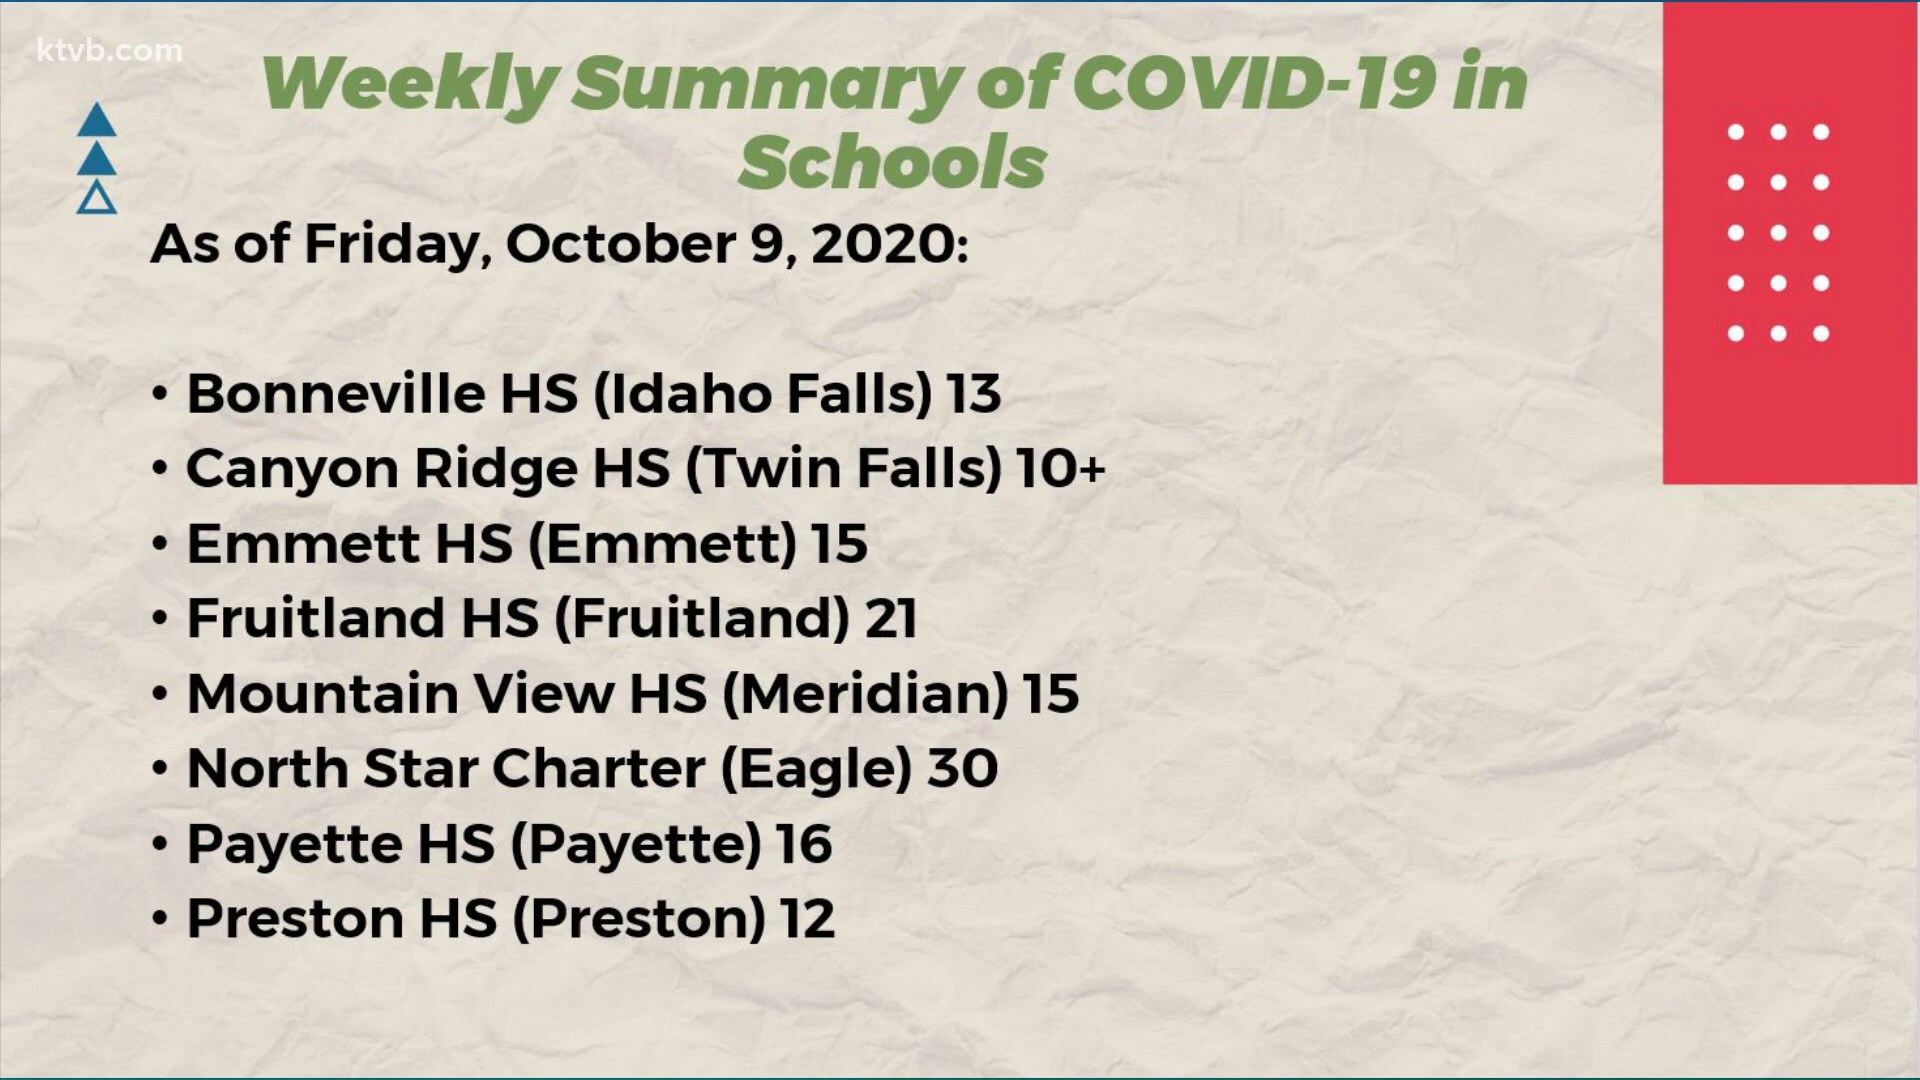 ktvb.com
Weekly Summary of COVID-19 in
Schools
As of Friday, October 9, 2020:
• Bonneville HS (Idaho Falls) 13
• Canyon Ridge HS (Twin Falls) 10+
• Emmett HS (Emmett) 15
• Fruitland HS (Fruitland) 21
• Mountain View HS (Meridian) 15
• North Star Charter (Eagle) 30
• Payette HS (Payette) 16
• Preston HS (Preston) 12